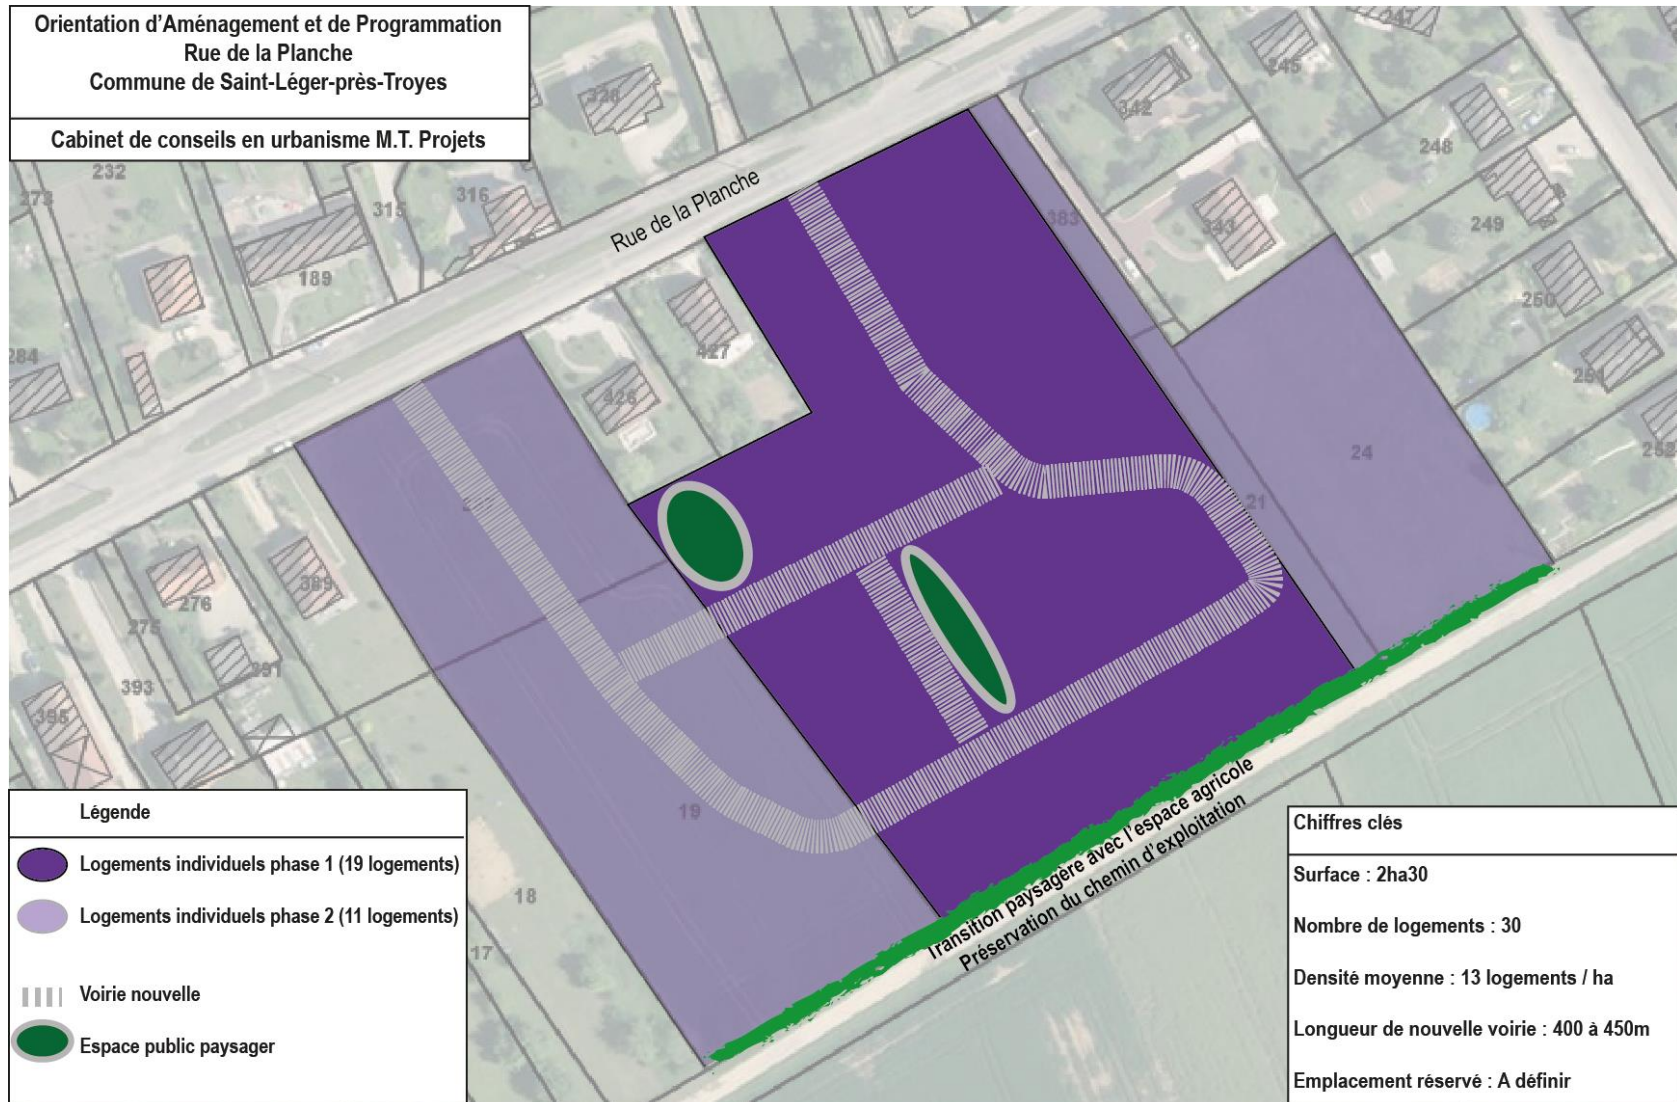 Orientation d'Aménagement et de Programmation
Rue de la Planche
Commune de Saint-Léger-près-Troyes
Cabinet de conseils en urbanisme M.T. Projets
247
245
328
342
232
248
273
316
315
Rue de la Planche
383
343
249
189
250
284
427
251
426
252
24
21
276
389
275
391
393
395
19
18
17
Transition paysagère avec l'espace agricole
Préservation du chemin d'exploitation
Légende
Logements individuels phase 1 (19 logements)
Logements individuels phase 2 (11 logements)
Voirie nouvelle
Espace public paysager
Chiffres clés
Surface : 2ha30
Nombre de logements : 30
Densité moyenne : 13 logements / ha
Longueur de nouvelle voirie : 400 à 450m
Emplacement réservé : A définir